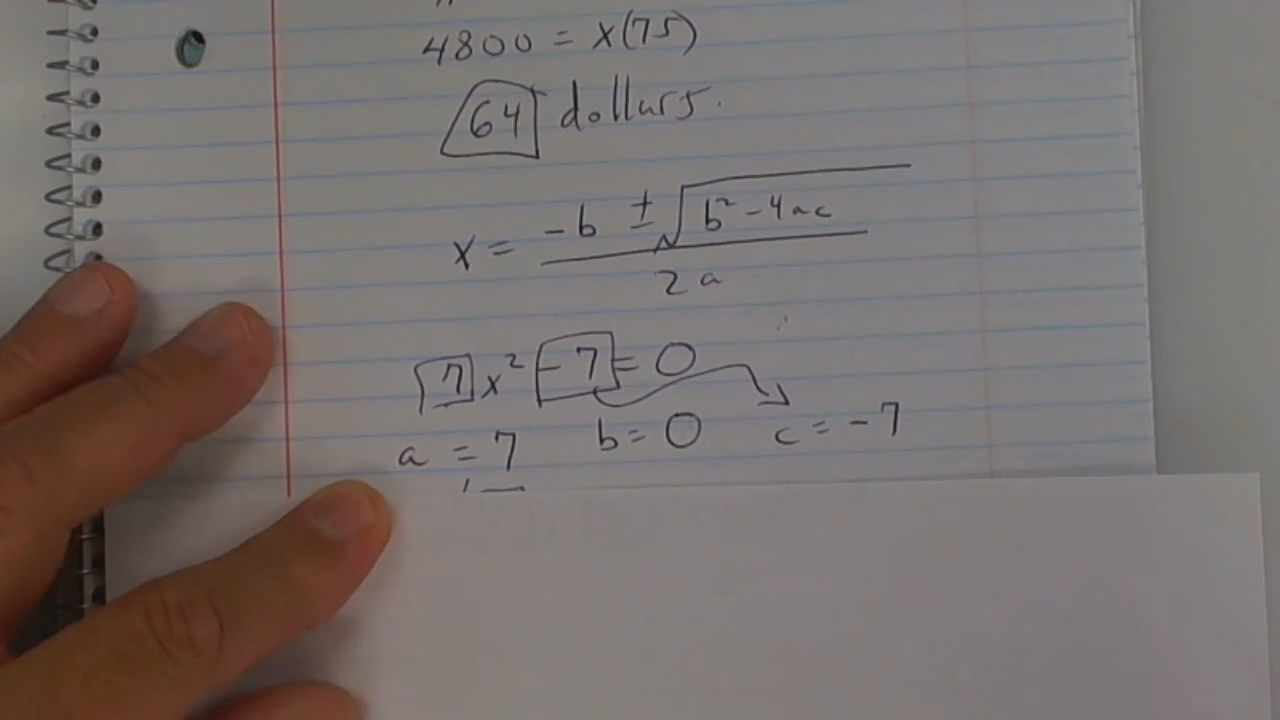 4800 = x(75)
64 dollars.
x = -b ± √b² - 4ac
2a
7x² - 7 = 0
a = 7 b = 0 c = -7